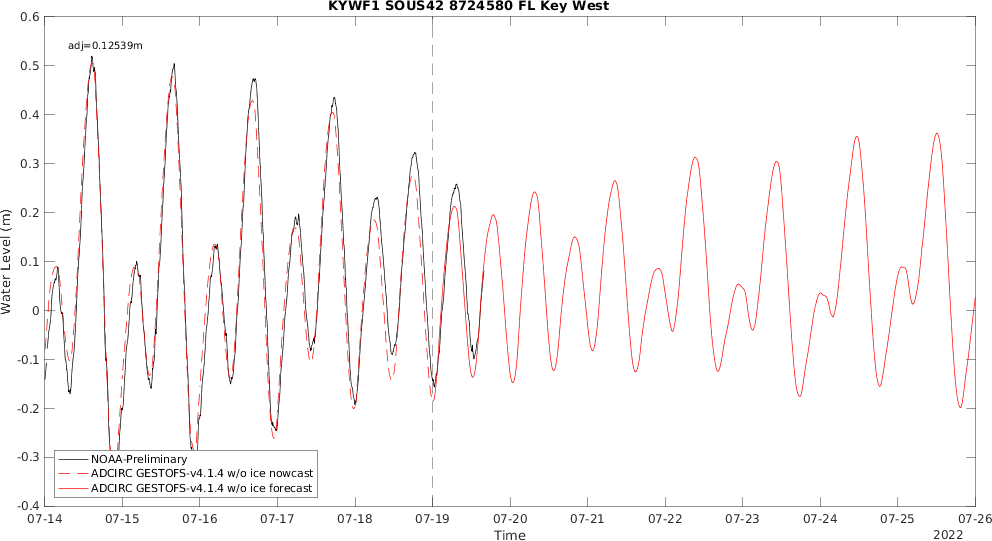 KYWF1 SOUS42 8724580 FL Key West
adj=0.12539m
0.6
0.5
0.4
0.3
0.2
0.1
0
-0.1
-0.2
-0.3
-0.4
Water Level (m)
NOAA-Preliminary
ADCIRC GESTOFS-v4.1.4 w/o ice nowcast
ADCIRC GESTOFS-v4.1.4 w/o ice forecast
07-14 07-15 07-16 07-17 07-18 07-19 07-20 07-21 07-22 07-23 07-24 07-25 07-26
Time
2022